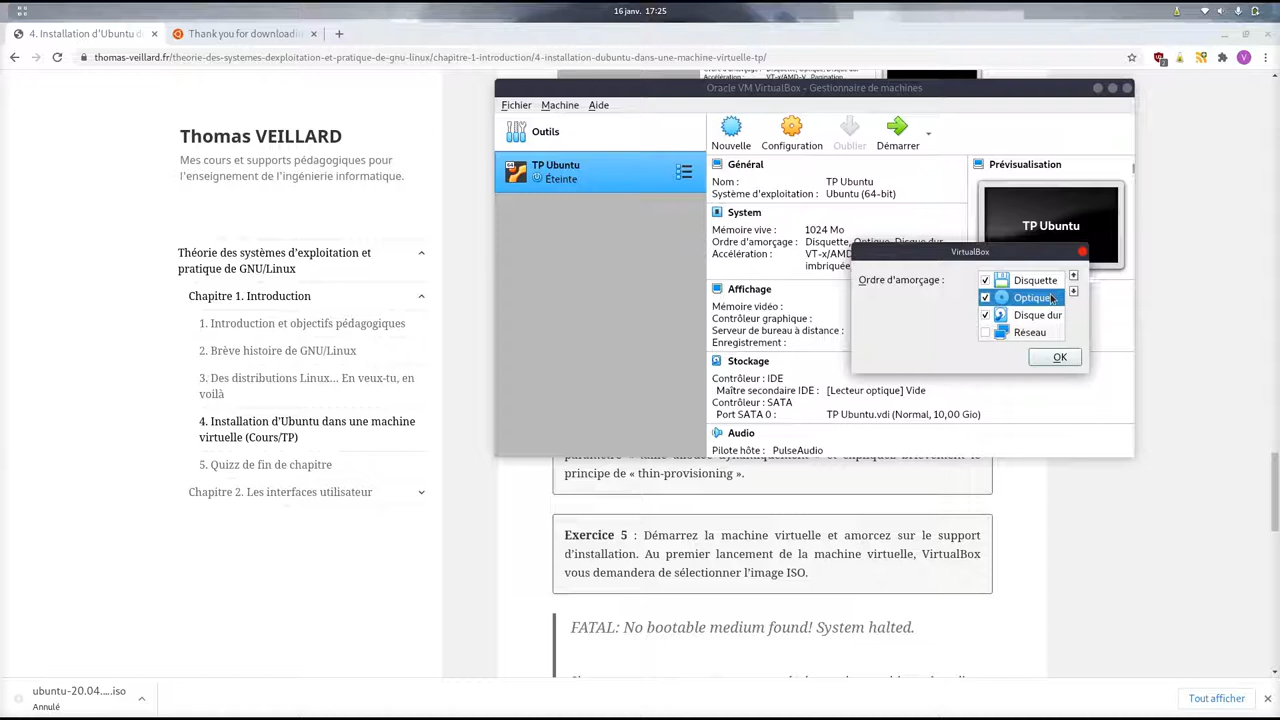 16 janv. 17:25
4. Installation d'Ubuntu d
Thank you for downloadin
thomas-veillard.fr/theorie-des-systemes-dexploitation-et-pratique-de-gnu-linux/chapitre-1-introduction/4-installation-dubuntu-dans-une-machine-virtuelle-tp/
2
V
Thomas VEILLARD
Mes cours et supports pédagogiques pour
l'enseignement de l'ingénierie informatique.
Théorie des systèmes d'exploitation et
pratique de GNU/Linux
Chapitre 1. Introduction
1. Introduction et objectifs pédagogiques
2. Brève histoire de GNU/Linux
3. Des distributions Linux… En veux-tu, en
voilà
4. Installation d'Ubuntu dans une machine
virtuelle (Cours/TP)
5. Quizz de fin de chapitre
Chapitre 2. Les interfaces utilisateur
Accélération : VT-x/AMD-V, Pagination
Oracle VM VirtualBox - Gestionnaire de machines
Fichier Machine Aide
Outils
TP Ubuntu
Éteinte
Nouvelle Configuration Oublier Démarrer
Général
Nom : TP Ubuntu
Système d'exploitation : Ubuntu (64-bit)
System
Mémoire vive : 1024 Mo
Ordre d'amorçage : Disquette, Optique, Disque dur
Accélération : VT-x/AMD
imbriquée
Affichage
Mémoire vidéo :
Contrôleur graphique :
Serveur de bureau à distance :
Enregistrement :
Stockage
Contrôleur : IDE
Maître secondaire IDE : [Lecteur optique] Vide
Contrôleur : SATA
Port SATA 0 : TP Ubuntu.vdi (Normal, 10,00 Gio)
Audio
Pilote hôte : PulseAudio
Prévisualisation
TP Ubuntu
VirtualBox
Ordre d'amorçage :
Disquette
Optique
Disque dur
Réseau
OK
principe de « thin-provisioning ».
Exercice 5 : Démarrez la machine virtuelle et amorcez sur le support
d'installation. Au premier lancement de la machine virtuelle, VirtualBox
vous demandera de sélectionner l'image ISO.
FATAL: No bootable medium found! System halted.
ubuntu-20.04.....iso
Annulé
Tout afficher